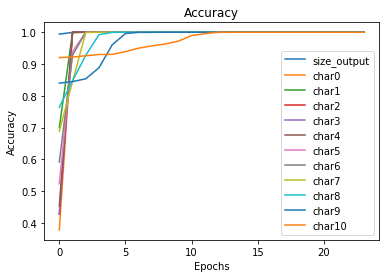 Accuracy
1.0
0.9
0.8
0.7
0.6
0.5
0.4
Accuracy
size_output
char0
char1
char2
char3
char4
char5
char6
char7
char8
char9
char10
0
5
10
15
20
Epochs